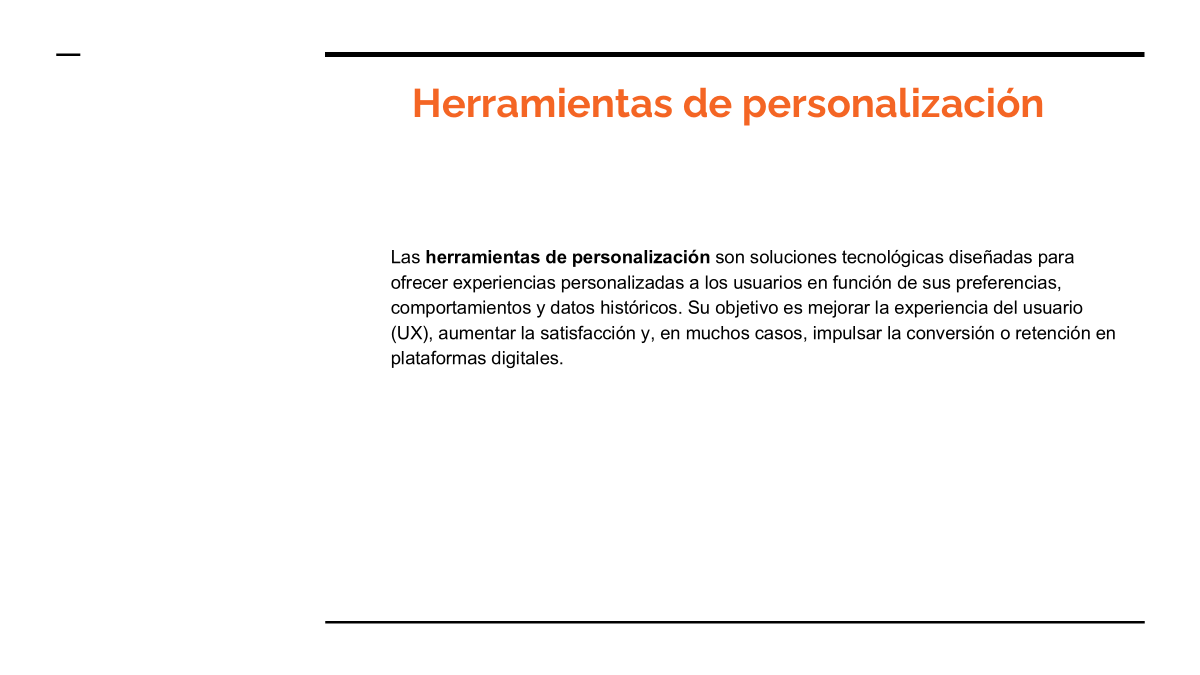 Herramientas de personalización
Las herramientas de personalización son soluciones tecnológicas diseñadas para
ofrecer experiencias personalizadas a los usuarios en función de sus preferencias,
comportamientos y datos históricos. Su objetivo es mejorar la experiencia del usuario
(UX), aumentar la satisfacción y, en muchos casos, impulsar la conversión o retención en
plataformas digitales.